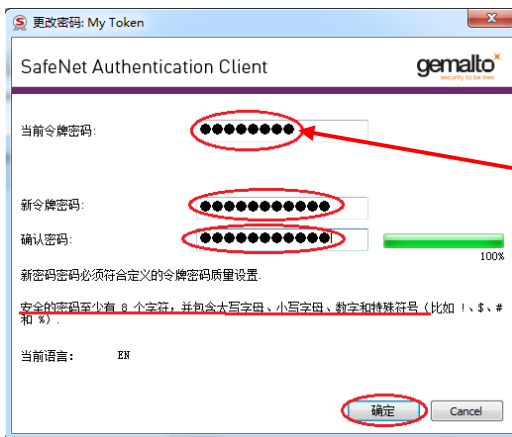 更改密码: My Token
SafeNet Authentication Client
gemalto
security to be free
当前令牌密码:
新令牌密码:
确认密码:
100%
新密码密码必须符合定义的令牌密码质量设置.
安全的密码至少有 8 个字符，并包含大写字母、小写字母、数字和特殊符号（比如 !、$、#
和 %）.
当前语言: EN
确定 Cancel